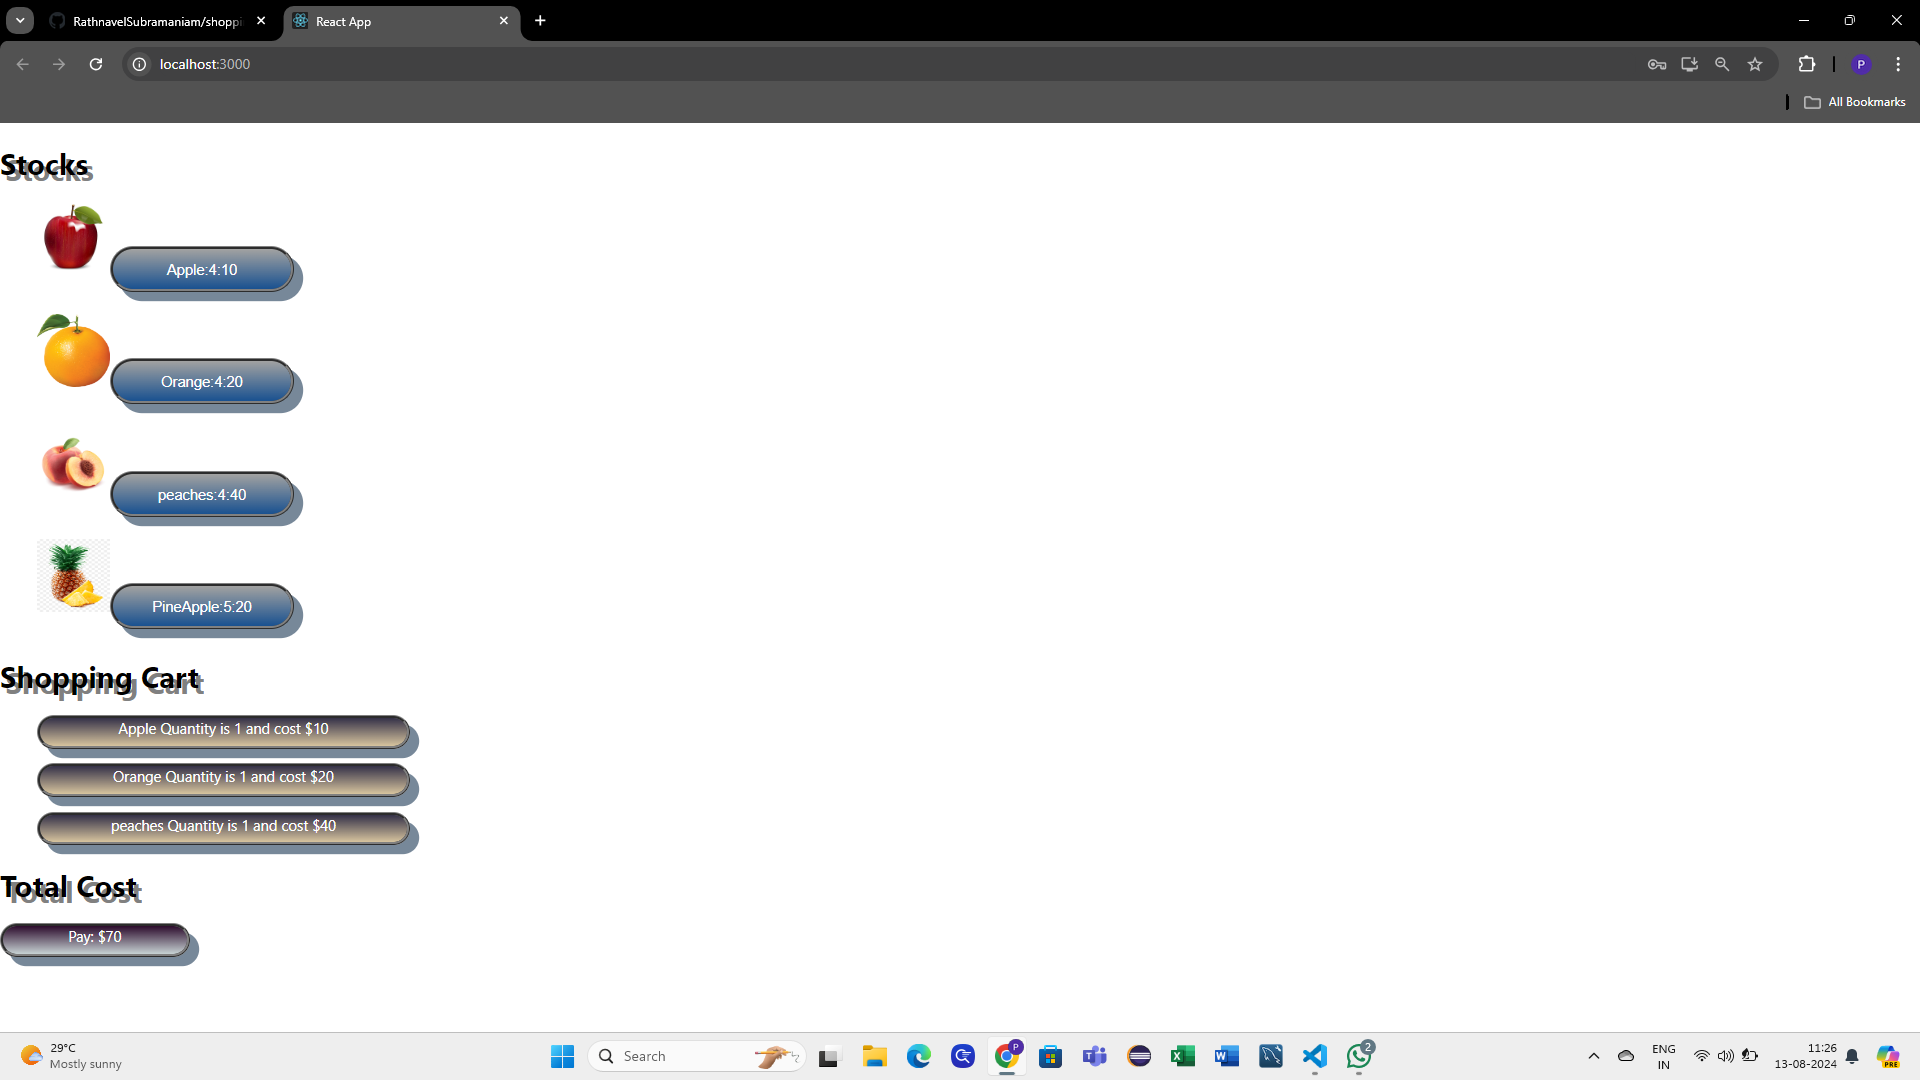 RathnavelSubramaniam/shoppi
React App
localhost:3000
P
All Bookmarks
Stocks
Apple:4:10
Orange:4:20
peaches:4:40
PineApple:5:20
Shopping Cart
Apple Quantity is 1 and cost $10
Orange Quantity is 1 and cost $20
peaches Quantity is 1 and cost $40
Total Cost
Pay: $70
29°C
Mostly sunny
Search
P
2
ENG
IN
11:26
13-08-2024
PRE